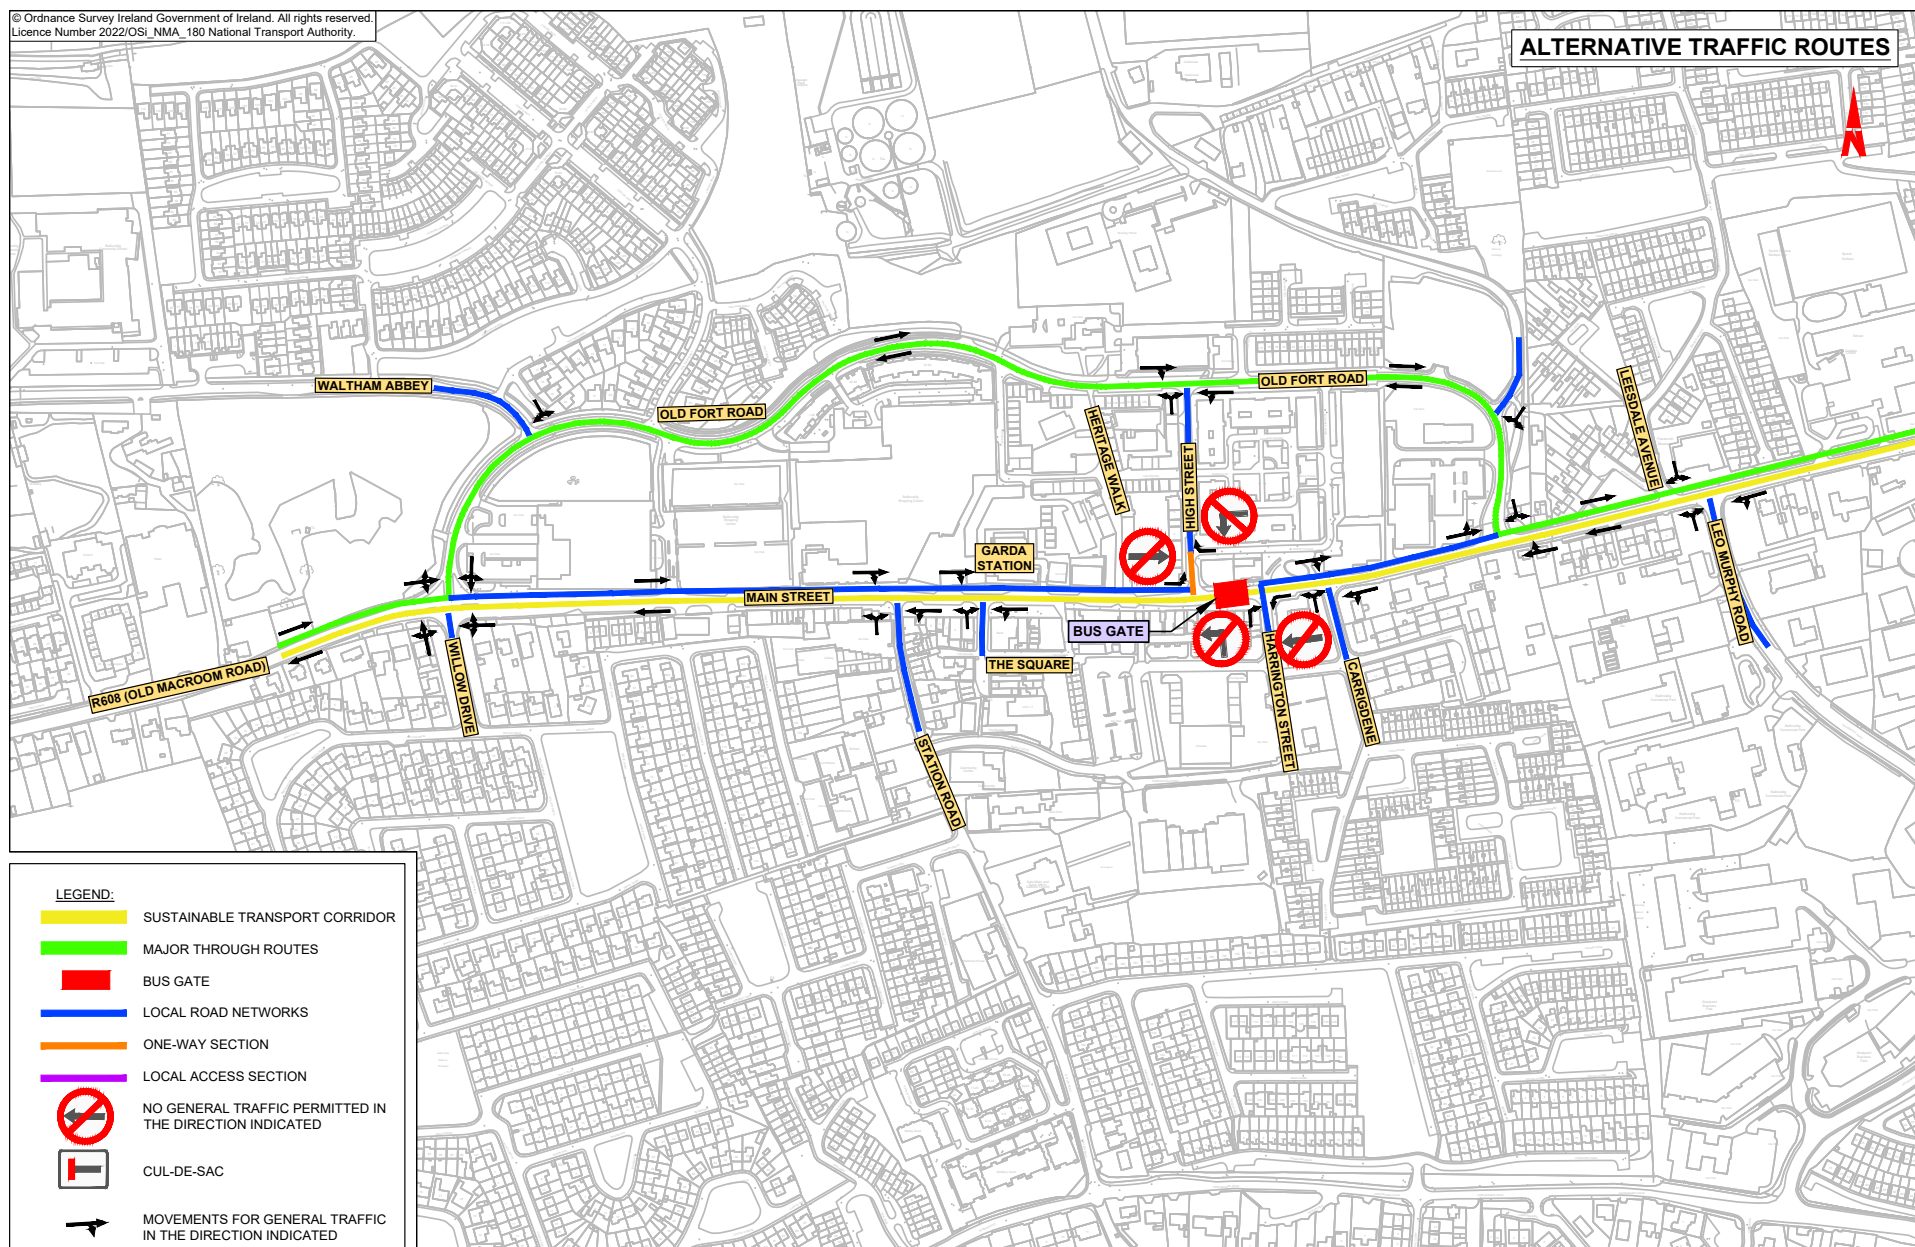 © Ordnance Survey Ireland Government of Ireland. All rights reserved.
Licence Number 2022/OSi_NMA_180 National Transport Authority.
ALTERNATIVE TRAFFIC ROUTES
WALTHAM ABBEY
OLD FORT ROAD
OLD FORT ROAD
LEESDALE AVENUE
HERITAGE WALK
HIGH STREET
GARDA
STATION
MAIN STREET
BUS GATE
THE SQUARE
R608 (OLD MACROOM ROAD)
WILLOW DRIVE
STATION ROAD
HARRINGTON STREET
CARRIGDENE
LEO MURPHY ROAD
LEGEND:
SUSTAINABLE TRANSPORT CORRIDOR
MAJOR THROUGH ROUTES
BUS GATE
LOCAL ROAD NETWORKS
ONE-WAY SECTION
LOCAL ACCESS SECTION
NO GENERAL TRAFFIC PERMITTED IN
THE DIRECTION INDICATED
CUL-DE-SAC
MOVEMENTS FOR GENERAL TRAFFIC
IN THE DIRECTION INDICATED